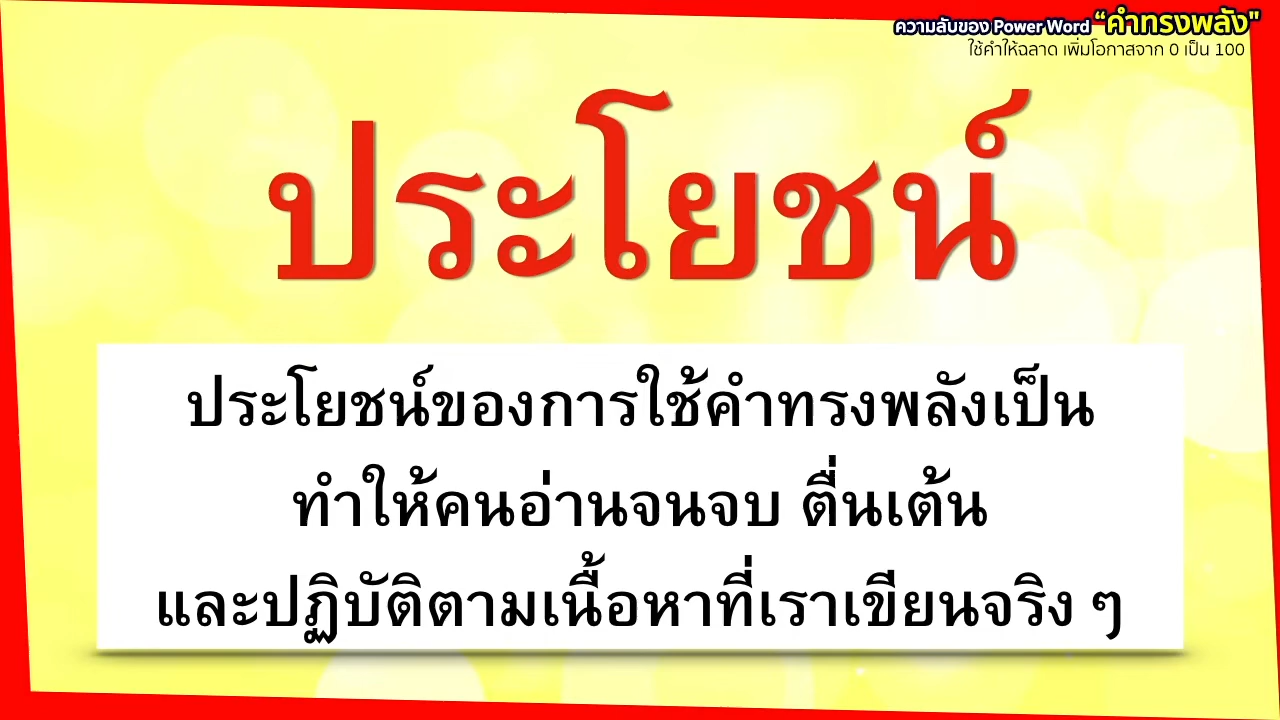 ความลับของ Power Word “คำทรงพลัง"
ใช้คำให้ฉลาด เพิ่มโอกาสจาก 0 เป็น 100
ประโยชน์
ประโยชน์ของการใช้คำทรงพลังเป็น
ทำให้คนอ่านจนจบ ตื่นเต้น
และปฏิบัติตามเนื้อหาที่เราเขียนจริง ๆ